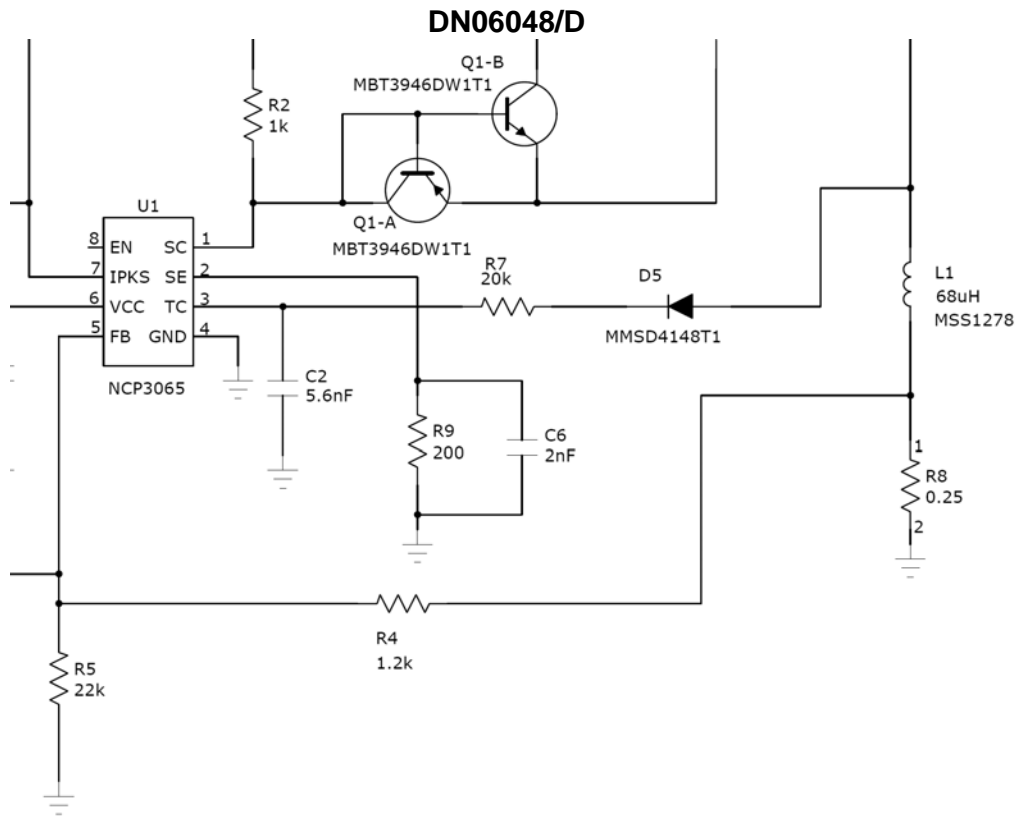 DN06048/D
Q1-B
MBT3946DW1T1
R2
1k
Q1-A
MBT3946DW1T1
U1
8 EN SC 1
7 IPKS SE 2
6 VCC TC 3
5 FB GND 4
NCP3065
R7
20k
D5
MMSD4148T1
L1
68uH
MSS1278
C2
5.6nF
R9
200
C6
2nF
1
R8
0.25
2
R4
1.2k
R5
22k